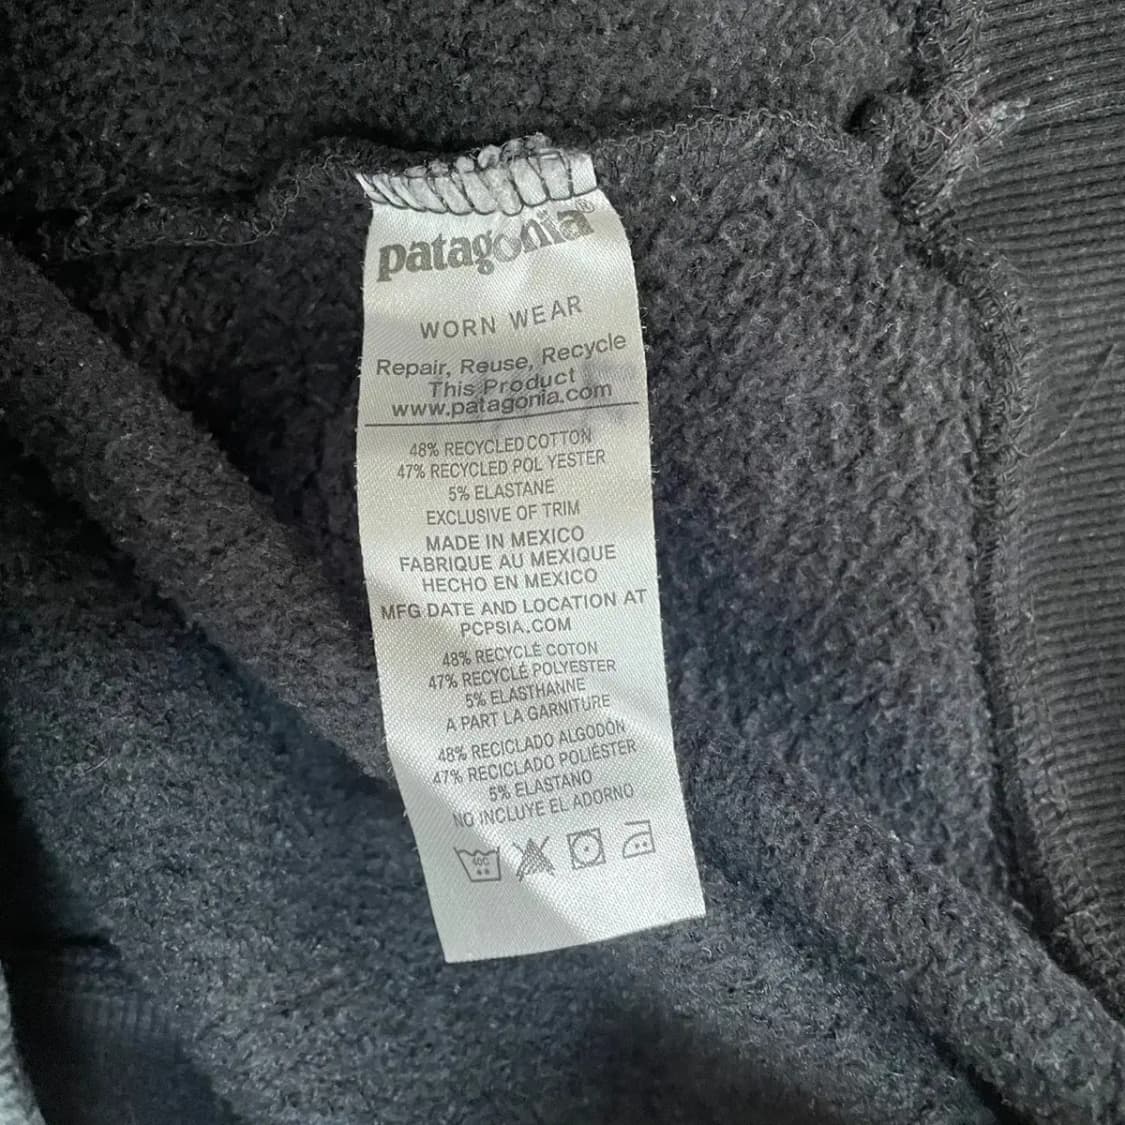 patagonia®
WORN WEAR
Repair, Reuse, Recycle
This Product
www.patagonia.com
48% RECYCLED COTTON
47% RECYCLED POLYESTER
5% ELASTANE
EXCLUSIVE OF TRIM
MADE IN MEXICO
FABRIQUE AU MEXIQUE
HECHO EN MEXICO
MFG DATE AND LOCATION AT
PCPSIA.COM
48% RECYCLÉ COTON
47% RECYCLÉ POLYESTER
5% ELASTHANNE
A PART LA GARNITURE
48% RECICLADO ALGODÓN
47% RECICLADO POLIÉSTER
5% ELASTANO
NO INCLUYE EL ADORNO
40C